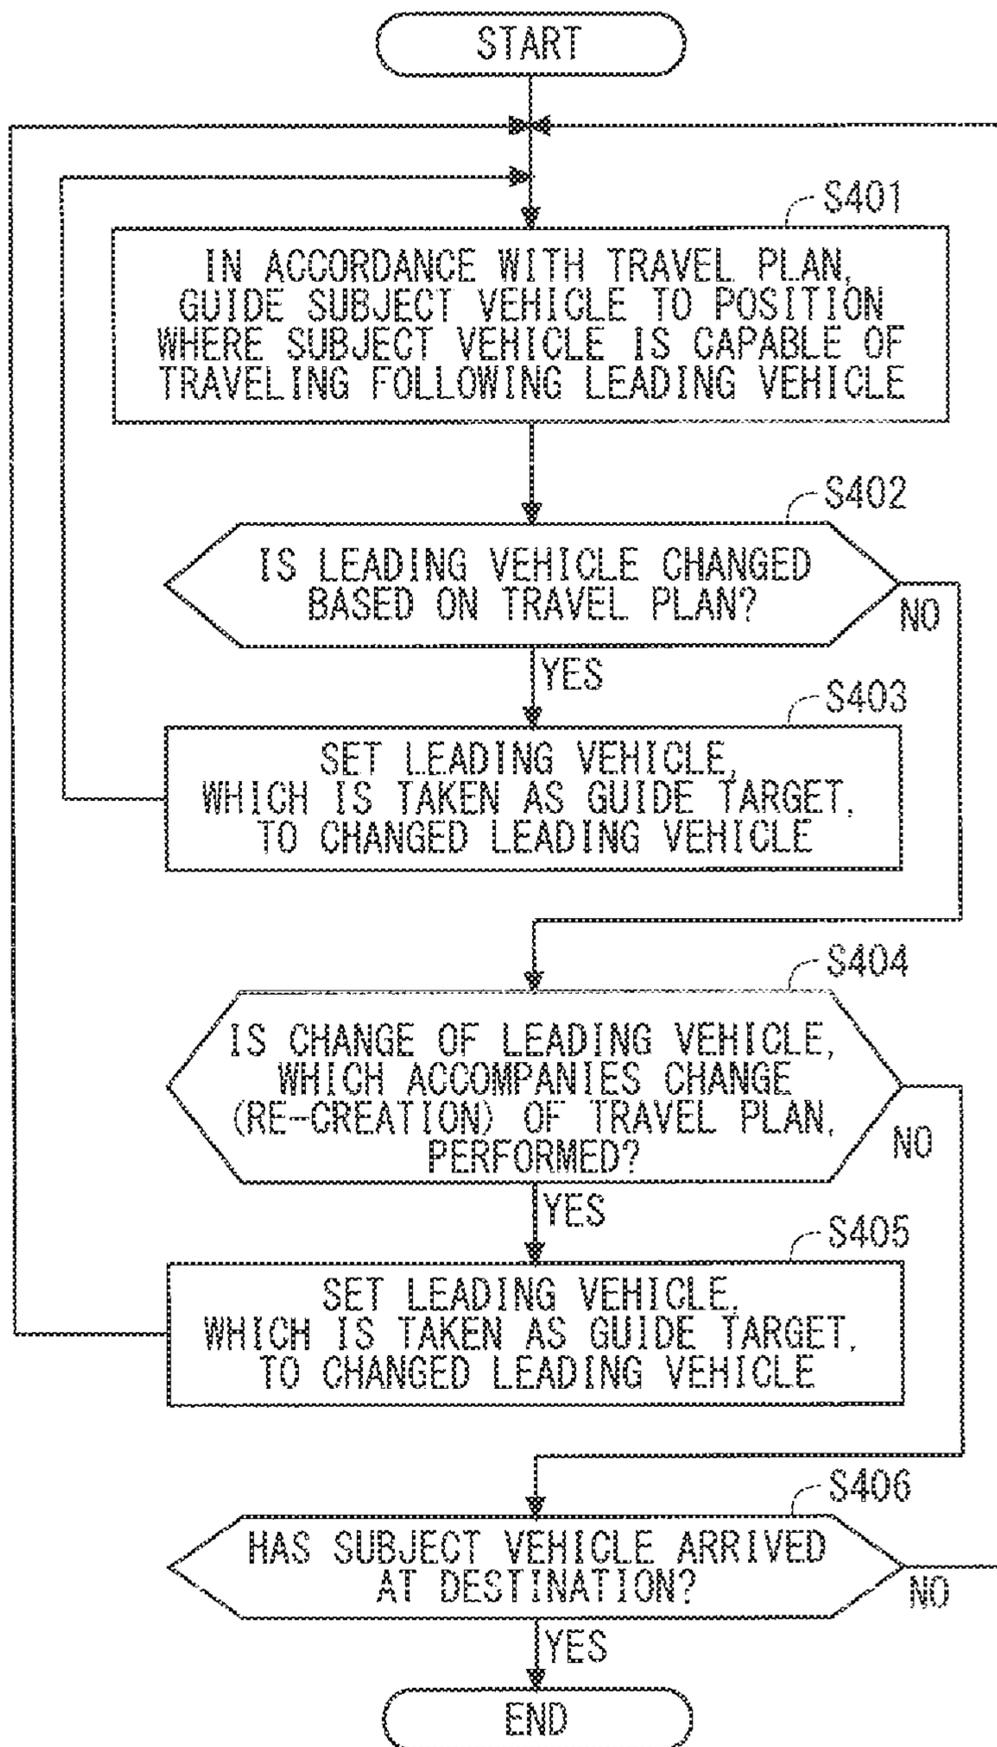 START
S401
IN ACCORDANCE WITH TRAVEL PLAN,
GUIDE SUBJECT VEHICLE TO POSITION
WHERE SUBJECT VEHICLE IS CAPABLE OF
TRAVELING FOLLOWING LEADING VEHICLE
S402
IS LEADING VEHICLE CHANGED
BASED ON TRAVEL PLAN?
NO
YES
S403
SET LEADING VEHICLE,
WHICH IS TAKEN AS GUIDE TARGET,
TO CHANGED LEADING VEHICLE
S404
IS CHANGE OF LEADING VEHICLE,
WHICH ACCOMPANIES CHANGE
(RE-CREATION) OF TRAVEL PLAN,
PERFORMED?
NO
YES
S405
SET LEADING VEHICLE,
WHICH IS TAKEN AS GUIDE TARGET,
TO CHANGED LEADING VEHICLE
S406
HAS SUBJECT VEHICLE ARRIVED
AT DESTINATION?
NO
YES
END